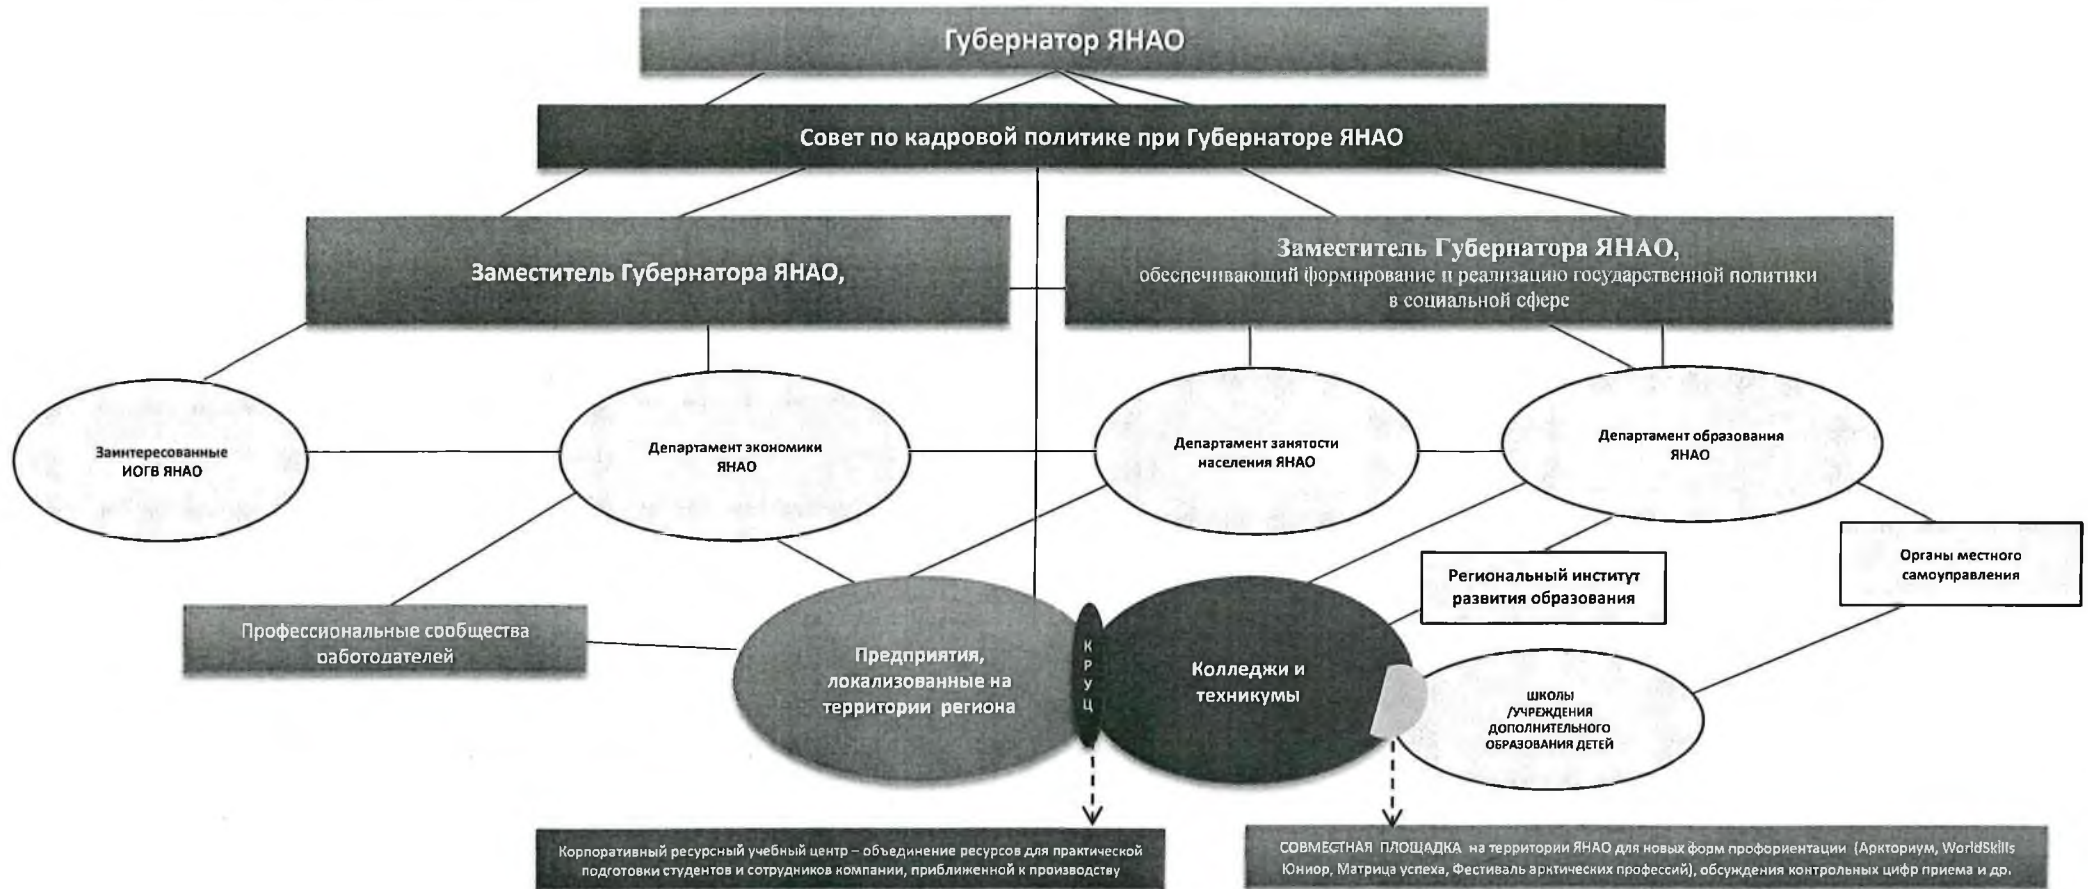 Губернатор ЯНАО
Совет по кадровой политике при Губернаторе ЯНАО
Заместитель Губернатора ЯНАО,
Заместитель Губернатора ЯНАО,
обеспечивающий формирование и реализацию государственной политики
в социальной сфере
Заинтересованные
ИОГВ ЯНАО
Департамент экономики
ЯНАО
Департамент занятости
населения ЯНАО
Департамент образования
ЯНАО
Органы местного
самоуправления
Региональный институт
развития образования
Профессиональные сообщества
работодателей
Предприятия,
локализованные на
территории региона
К
Р
У
Ц
Колледжи и
техникумы
ШКОЛЫ
/УЧРЕЖДЕНИЯ
ДОПОЛНИТЕЛЬНОГО
ОБРАЗОВАНИЯ ДЕТЕЙ
Корпоративный ресурсный учебный центр – объединение ресурсов для практической
подготовки студентов и сотрудников компании, приближенной к производству
СОВМЕСТНАЯ ПЛОЩАДКА на территории ЯНАО для новых форм профориентации (Аркториум, WorldSkills
Юниор, Матрица успеха, Фестиваль арктических профессий), обсуждения контрольных цифр приема и др.